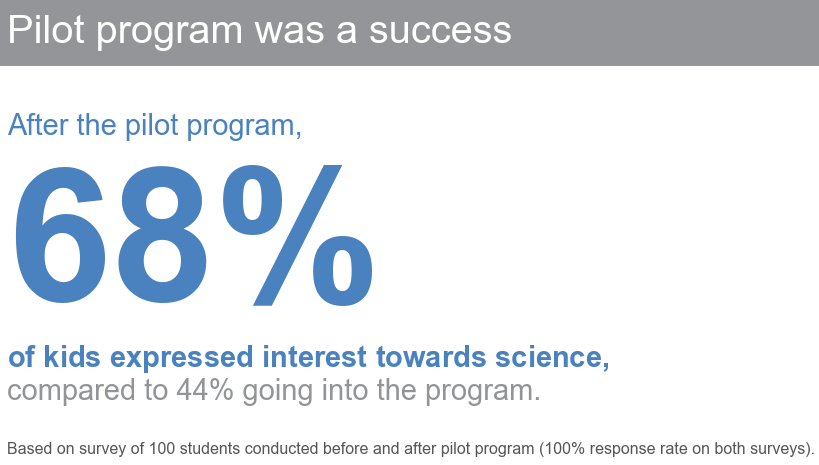 Pilot program was a success
After the pilot program,
68%
of kids expressed interest towards science,
compared to 44% going into the program.
Based on survey of 100 students conducted before and after pilot program (100% response rate on both surveys).